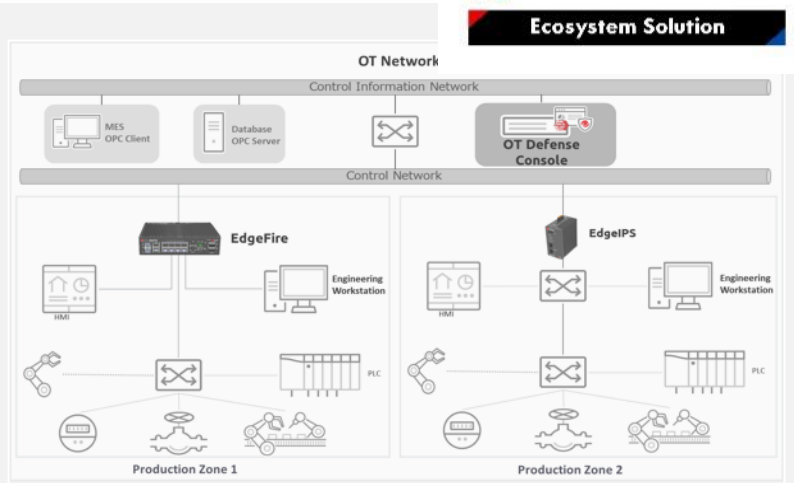 Ecosystem Solution
OT Network
Control Information Network
MES
OPC Client
Database
OPC Server
OT Defense
Console
Control Network
EdgeFire
EdgeIPS
HMI
Engineering
Workstation
HMI
Engineering
Workstation
PLC
PLC
Production Zone 1
Production Zone 2